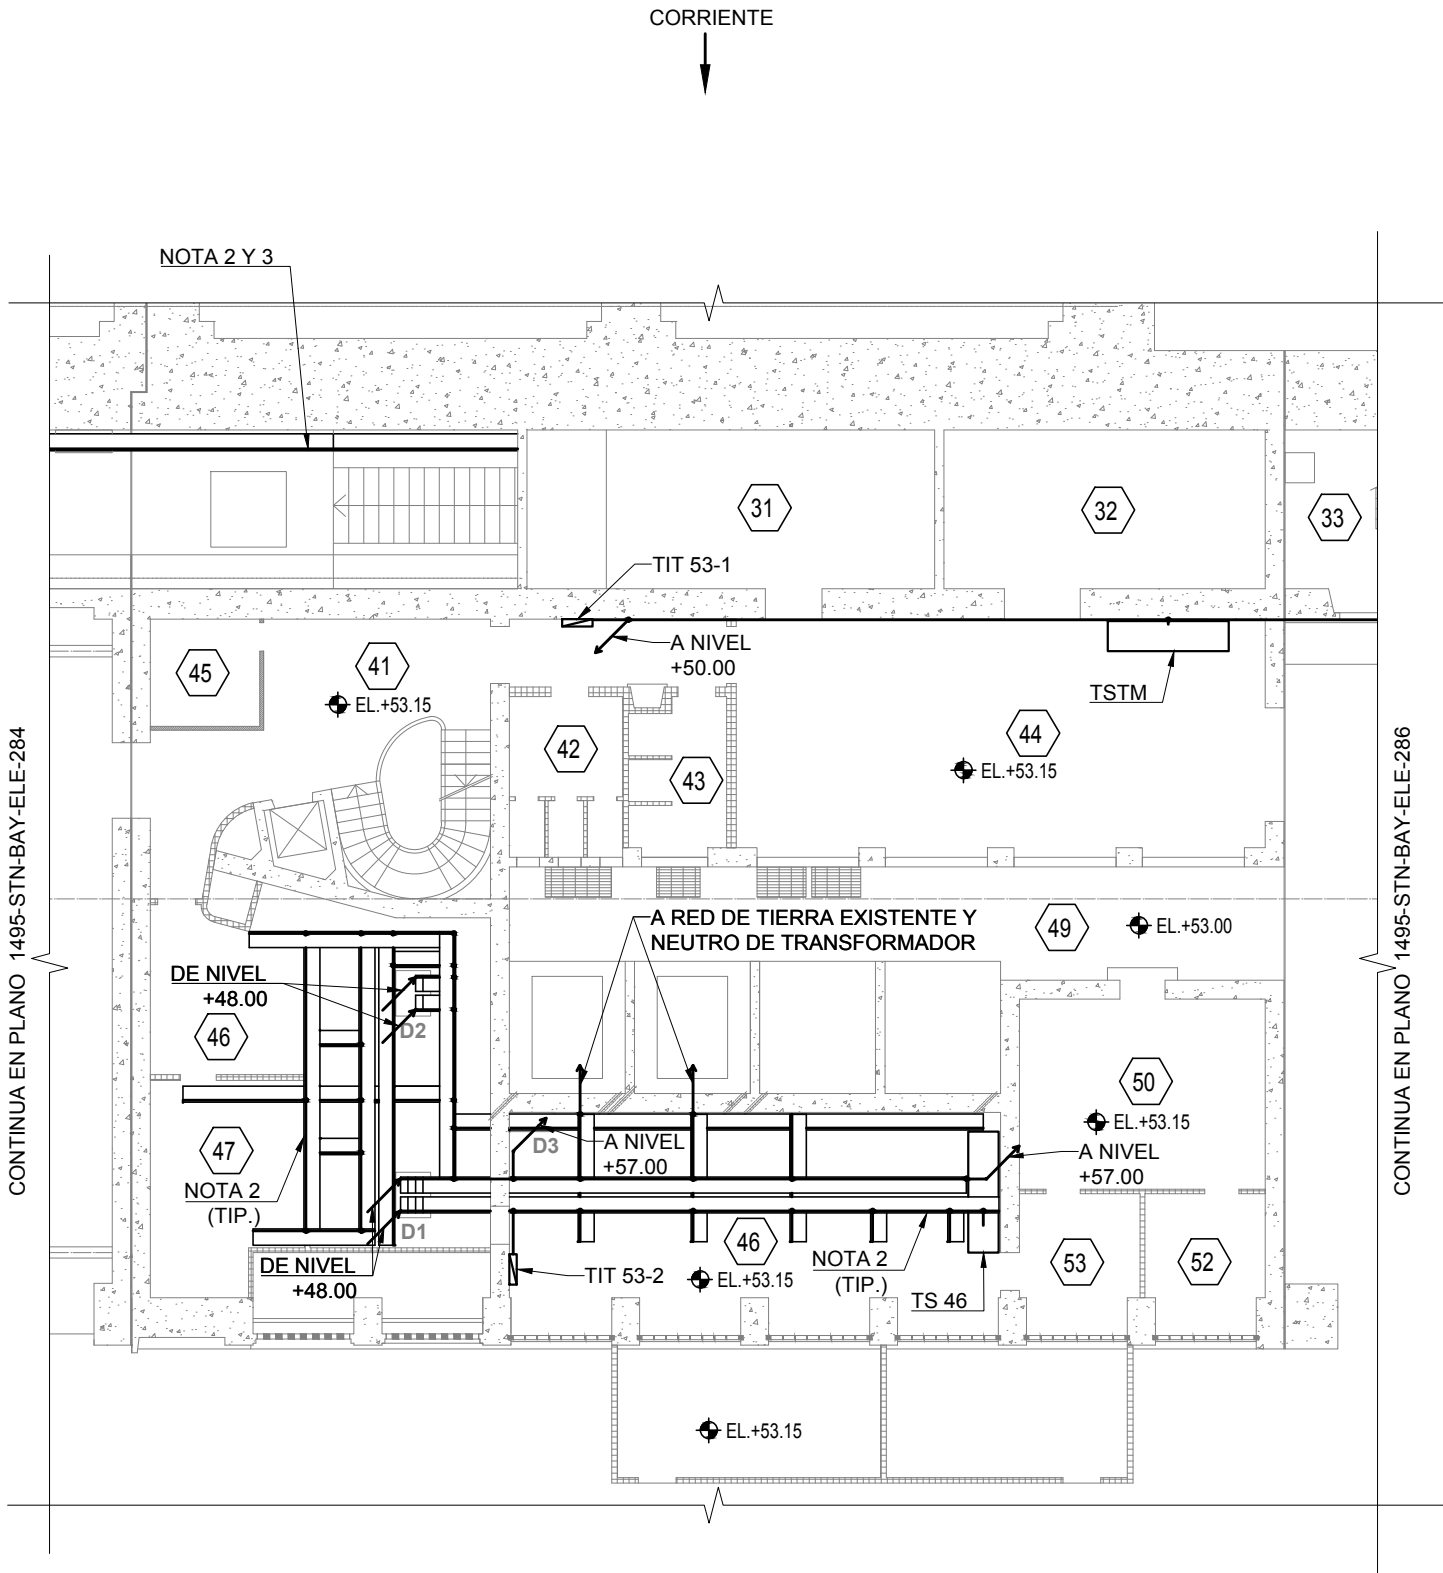 CORRIENTE
NOTA 2 Y 3
31
32
33
TIT 53-1
A NIVEL
+50.00
45
41
EL.+53.15
TSTM
42
43
44
EL.+53.15
CONTINUA EN PLANO 1495-STN-BAY-ELE-284
CONTINUA EN PLANO 1495-STN-BAY-ELE-286
A RED DE TIERRA EXISTENTE Y
NEUTRO DE TRANSFORMADOR
49
EL.+53.00
DE NIVEL
+48.00
46
D2
50
EL.+53.15
47
NOTA 2
(TIP.)
D3
A NIVEL
+57.00
A NIVEL
+57.00
D1
DE NIVEL
+48.00
TIT 53-2
46
EL.+53.15
NOTA 2
(TIP.)
TS 46
53
52
EL.+53.15